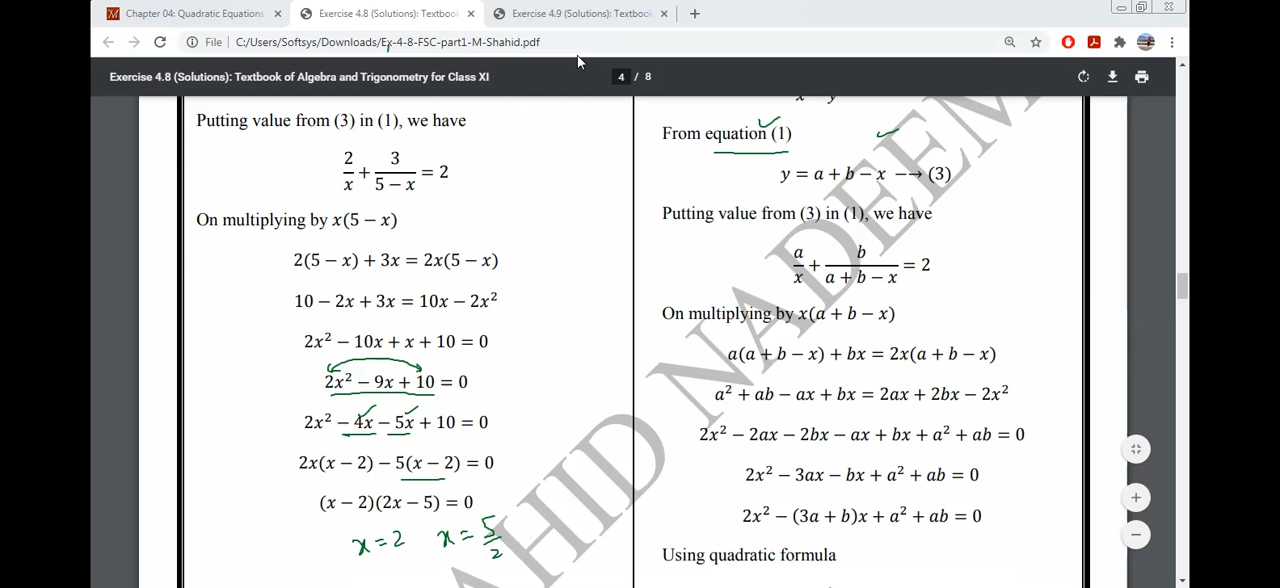 Chapter 04: Quadratic Equations
Exercise 4.8 (Solutions): Textbook
Exercise 4.9 (Solutions): Textboo
File C:/Users/Softsys/Downloads/Ex-4-8-FSC-part1-M-Shahid.pdf
Exercise 4.8 (Solutions): Textbook of Algebra and Trigonometry for Class XI
4 / 8
Putting value from (3) in (1), we have
2/x + 3/(5 − x) = 2
On multiplying by x(5 − x)
2(5 − x) + 3x = 2x(5 − x)
10 − 2x + 3x = 10x − 2x²
2x² − 10x + x + 10 = 0
2x² − 9x + 10 = 0
2x² − 4x − 5x + 10 = 0
2x(x − 2) − 5(x − 2) = 0
(x − 2)(2x − 5) = 0
x = 2 x = 5/2
From equation (1)
y = a + b − x → (3)
Putting value from (3) in (1), we have
a/x + b/(a + b − x) = 2
On multiplying by x(a + b − x)
a(a + b − x) + bx = 2x(a + b − x)
a² + ab − ax + bx = 2ax + 2bx − 2x²
2x² − 2ax − 2bx − ax + bx + a² + ab = 0
2x² − 3ax − bx + a² + ab = 0
2x² − (3a + b)x + a² + ab = 0
Using quadratic formula
AHID NADEEM